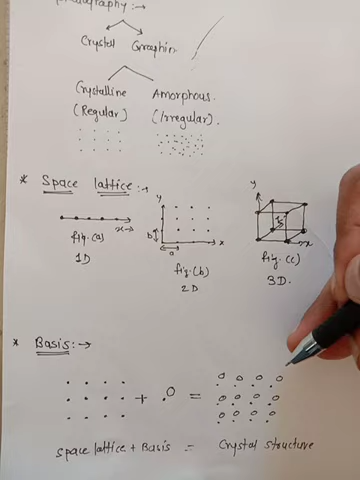 Crystal Graphin
Crystalline Amorphous.
(Regular) (Irregular).
* Space lattice:→
y y
b
a x
x→ x
fig.(a) fig.(b) fig.(c)
1D 2D 3D.
* Basis:→
+ =
Space lattice + Basis = Crystal structure